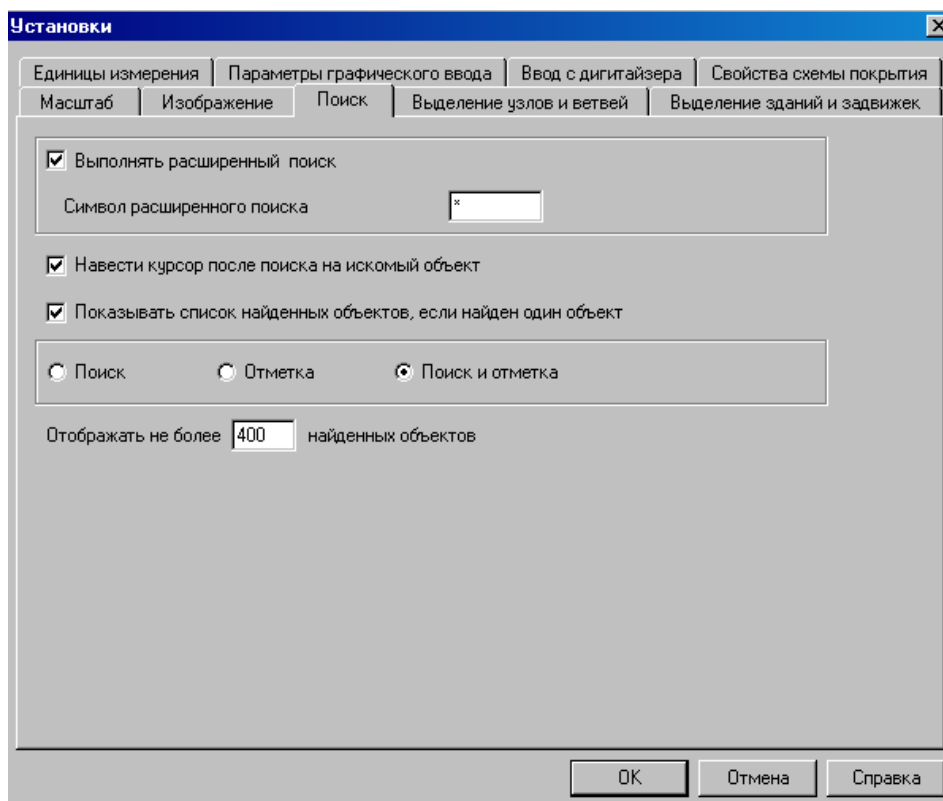 Установки
Единицы измерения Параметры графического ввода Ввод с дигитайзера Свойства схемы покрытия
Масштаб Изображение Поиск Выделение узлов и ветвей Выделение зданий и задвижек
Выполнять расширенный поиск
Символ расширенного поиска *
Навести курсор после поиска на искомый объект
Показывать список найденных объектов, если найден один объект
Поиск Отметка Поиск и отметка
Отображать не более 400 найденных объектов
OK Отмена Справка